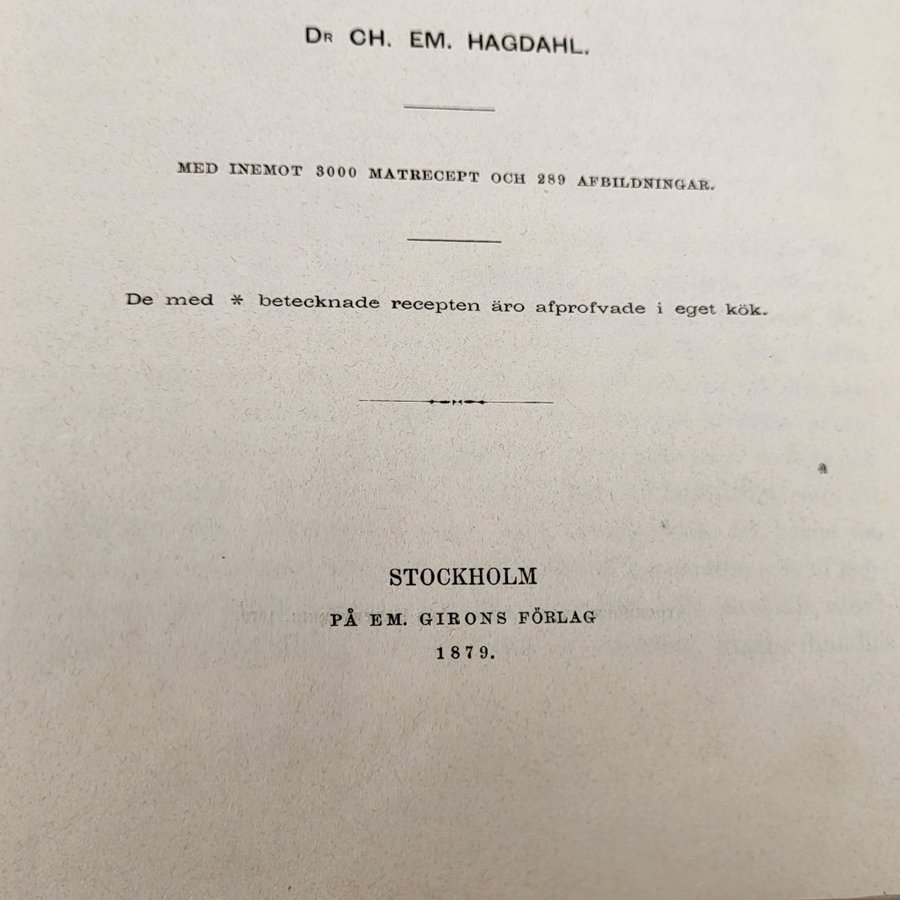 DR CH. EM. HAGDAHL.
MED INEMOT 3000 MATRECEPT OCH 289 AFBILDNINGAR.
De med * betecknade recepten äro afprofvade i eget kök.
STOCKHOLM
PÅ EM. GIRONS FÖRLAG
1879.